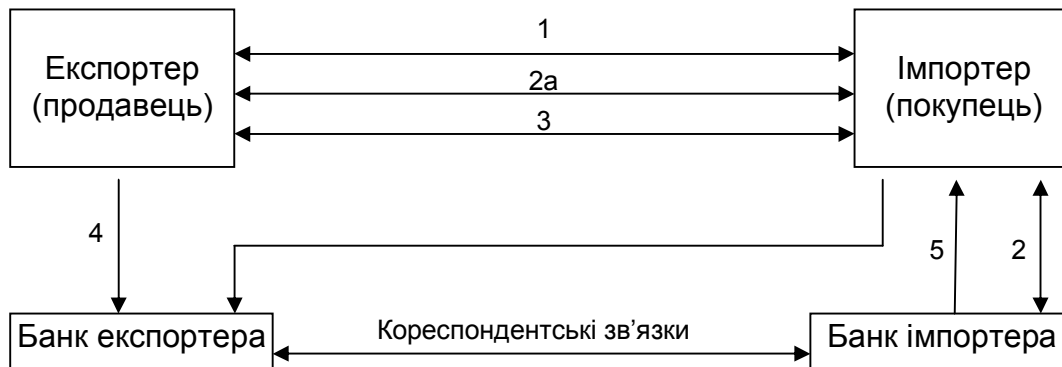 1
Експортер
(продавець)
Імпортер
(покупець)
2а
3
4
5
2
Банк експортера
Кореспондентські зв’язки
Банк імпортера